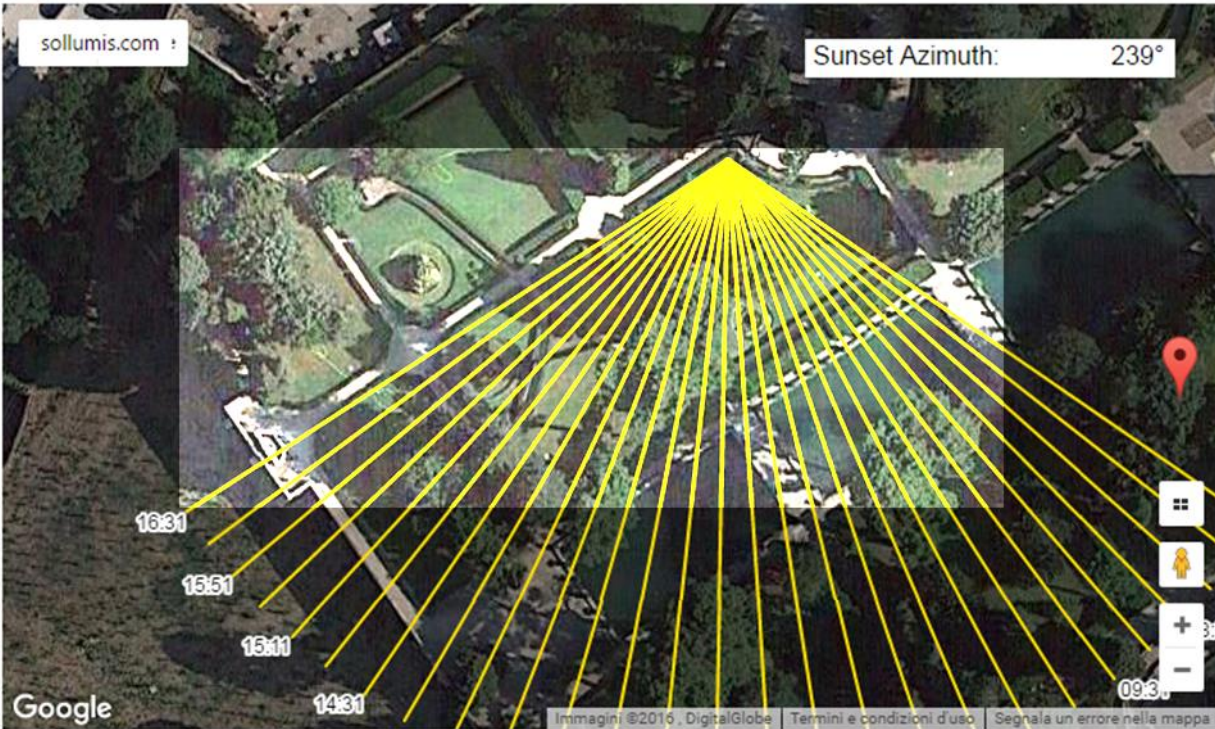 sollumis.com
Sunset Azimuth: 239°
16:31
15:51
15:11
14:31
09:3
Google
Immagini ©2016 , DigitalGlobe
Termini e condizioni d'uso
Segnala un errore nella mappa